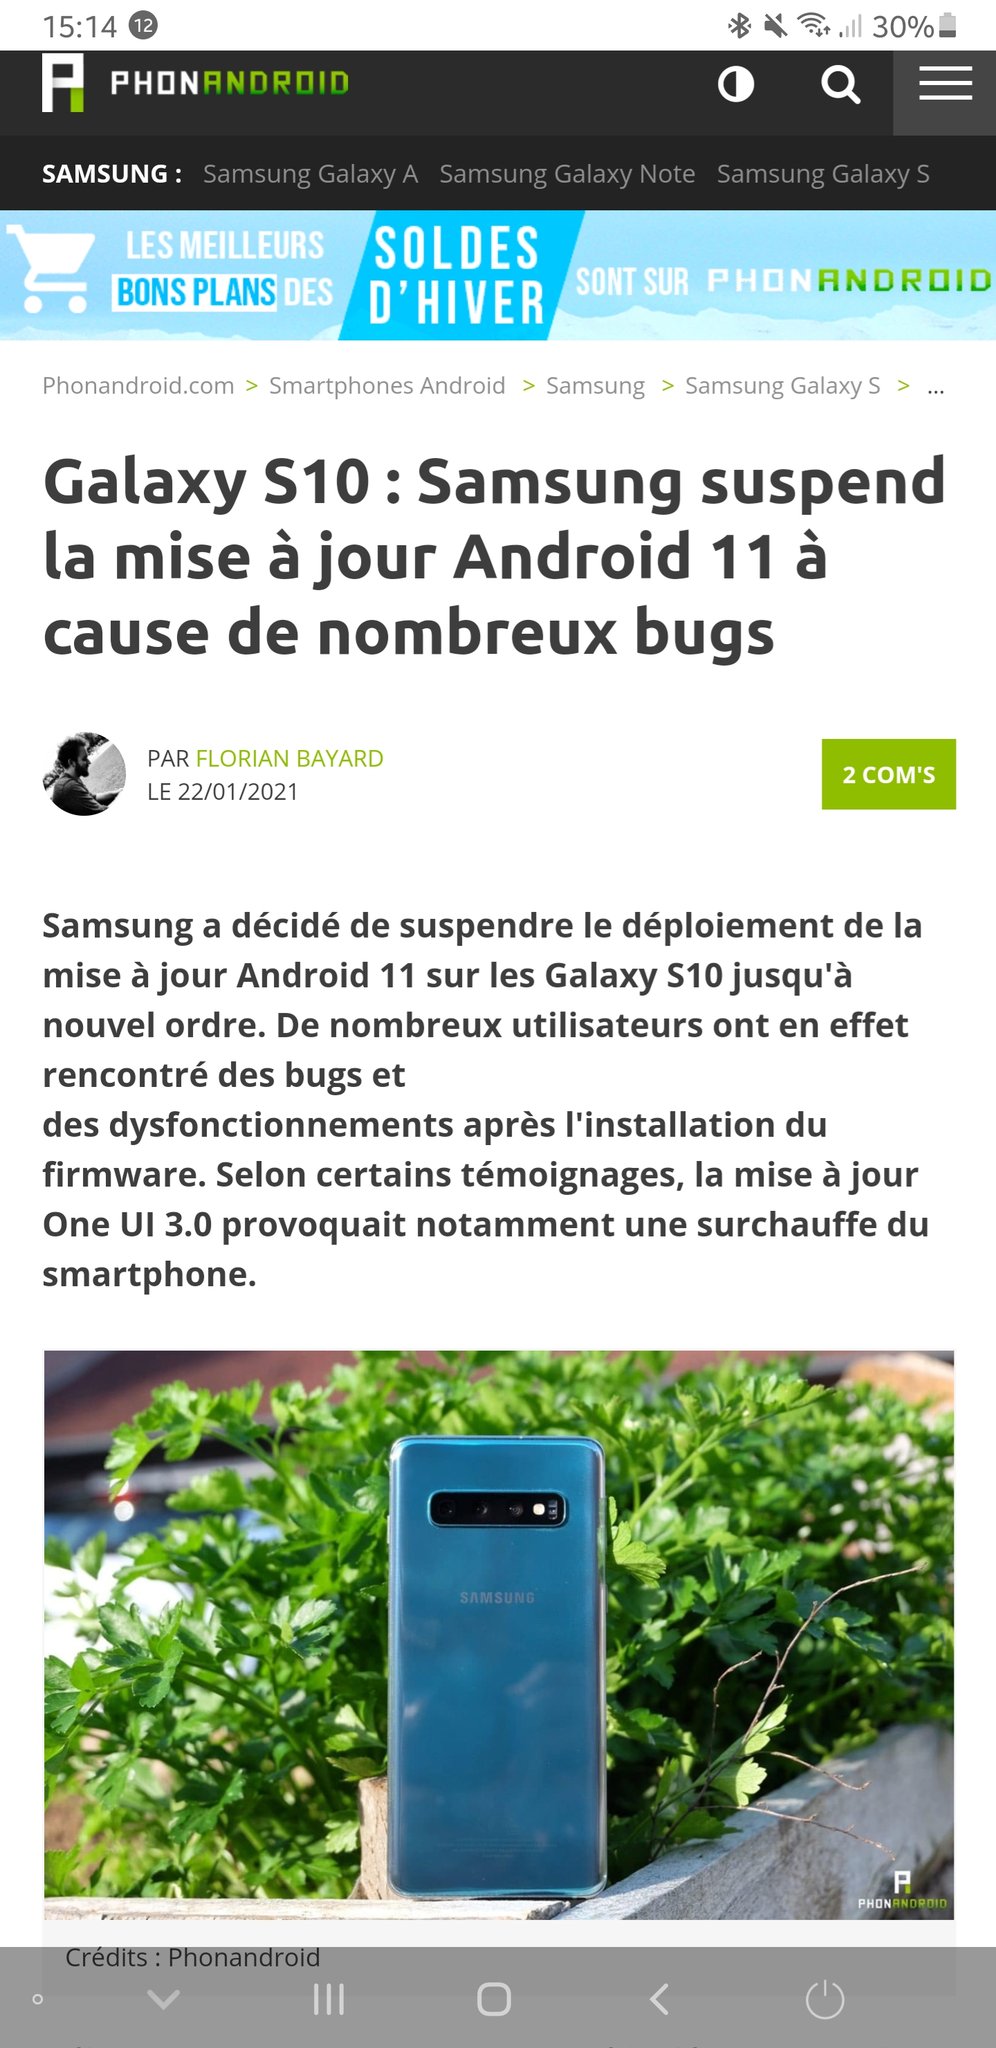 15:14 12 30%
PHONANDROID
SAMSUNG : Samsung Galaxy A Samsung Galaxy Note Samsung Galaxy S
LES MEILLEURS
BONS PLANS DES
SOLDES
D'HIVER
SONT SUR PHONANDROID
Phonandroid.com > Smartphones Android > Samsung > Samsung Galaxy S > ...
Galaxy S10 : Samsung suspend
la mise à jour Android 11 à
cause de nombreux bugs
PAR FLORIAN BAYARD
LE 22/01/2021
2 COM'S
Samsung a décidé de suspendre le déploiement de la
mise à jour Android 11 sur les Galaxy S10 jusqu'à
nouvel ordre. De nombreux utilisateurs ont en effet
rencontré des bugs et
des dysfonctionnements après l'installation du
firmware. Selon certains témoignages, la mise à jour
One UI 3.0 provoquait notamment une surchauffe du
smartphone.
SAMSUNG
PHONANDROID
Crédits : Phonandroid